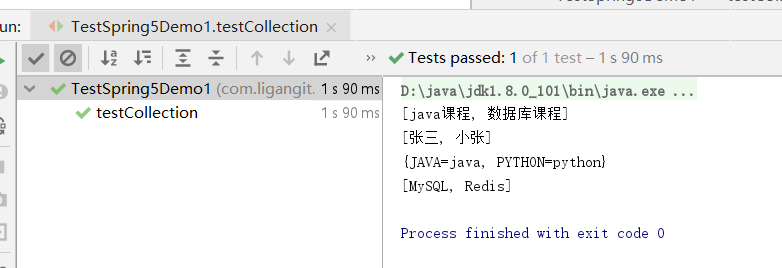 un:
TestSpring5Demo1.testCollection
Tests passed: 1 of 1 test – 1 s 90 ms
TestSpring5Demo1 (com.ligangit. 1 s 90 ms
testCollection 1 s 90 ms
D:\java\jdk1.8.0_101\bin\java.exe ...
[java课程, 数据库课程]
[张三, 小张]
{JAVA=java, PYTHON=python}
[MySQL, Redis]
Process finished with exit code 0